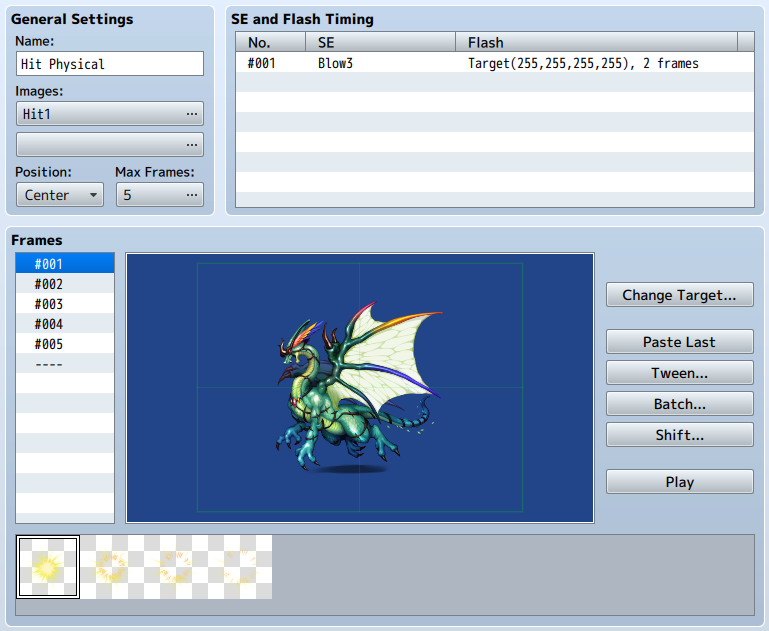 General Settings
Name:
Hit Physical
Images:
Hit1 ...
...
Position: Max Frames:
Center 5 ...
SE and Flash Timing
No. SE Flash
#001 Blow3 Target(255,255,255,255), 2 frames
Frames
#001
#002
#003
#004
#005
----
Change Target...
Paste Last
Tween...
Batch...
Shift...
Play